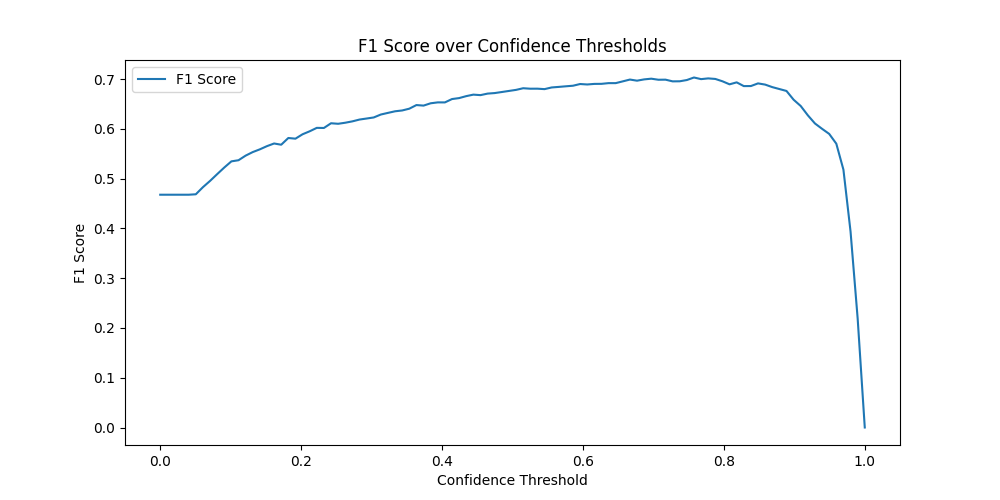 F1 Score over Confidence Thresholds
F1 Score
0.7
0.6
0.5
0.4
0.3
0.2
0.1
0.0
F1 Score
0.0 0.2 0.4 0.6 0.8 1.0
Confidence Threshold